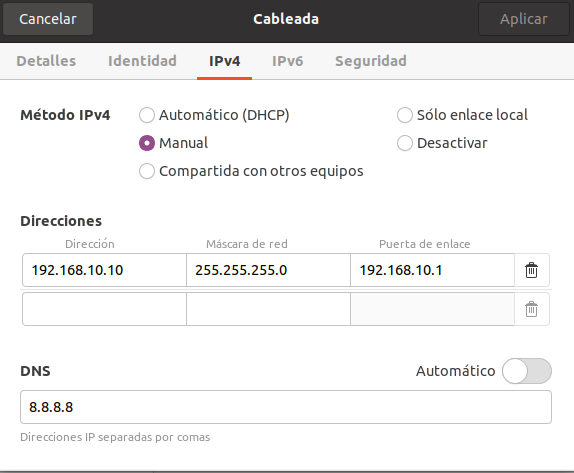 Cancelar Cableada Aplicar
Detalles Identidad IPv4 IPv6 Seguridad
Método IPv4 Automático (DHCP) Sólo enlace local
Manual Desactivar
Compartida con otros equipos
Direcciones
Dirección Máscara de red Puerta de enlace
192.168.10.10 255.255.255.0 192.168.10.1
DNS Automático
8.8.8.8
Direcciones IP separadas por comas